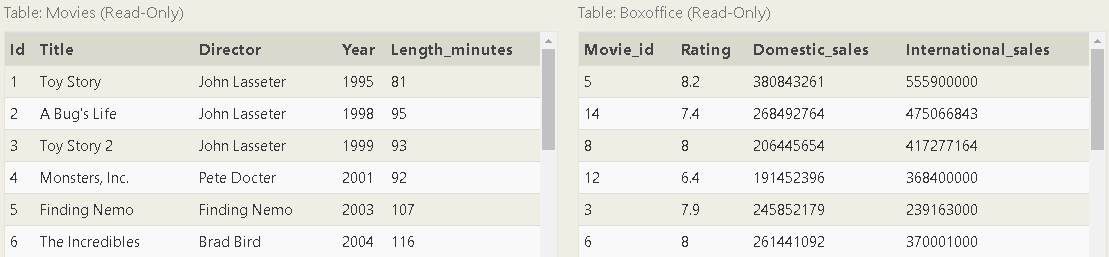 Table: Movies (Read-Only)
Id Title Director Year Length_minutes
1 Toy Story John Lasseter 1995 81
2 A Bug's Life John Lasseter 1998 95
3 Toy Story 2 John Lasseter 1999 93
4 Monsters, Inc. Pete Docter 2001 92
5 Finding Nemo Finding Nemo 2003 107
6 The Incredibles Brad Bird 2004 116
Table: Boxoffice (Read-Only)
Movie_id Rating Domestic_sales International_sales
5 8.2 380843261 555900000
14 7.4 268492764 475066843
8 8 206445654 417277164
12 6.4 191452396 368400000
3 7.9 245852179 239163000
6 8 261441092 370001000